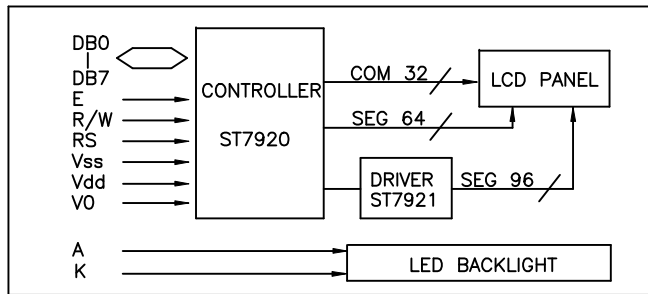 DB0
DB7
E
R/W
RS
Vss
Vdd
V0
A
K
CONTROLLER
ST7920
COM 32
SEG 64
DRIVER
ST7921
SEG 96
LCD PANEL
LED BACKLIGHT